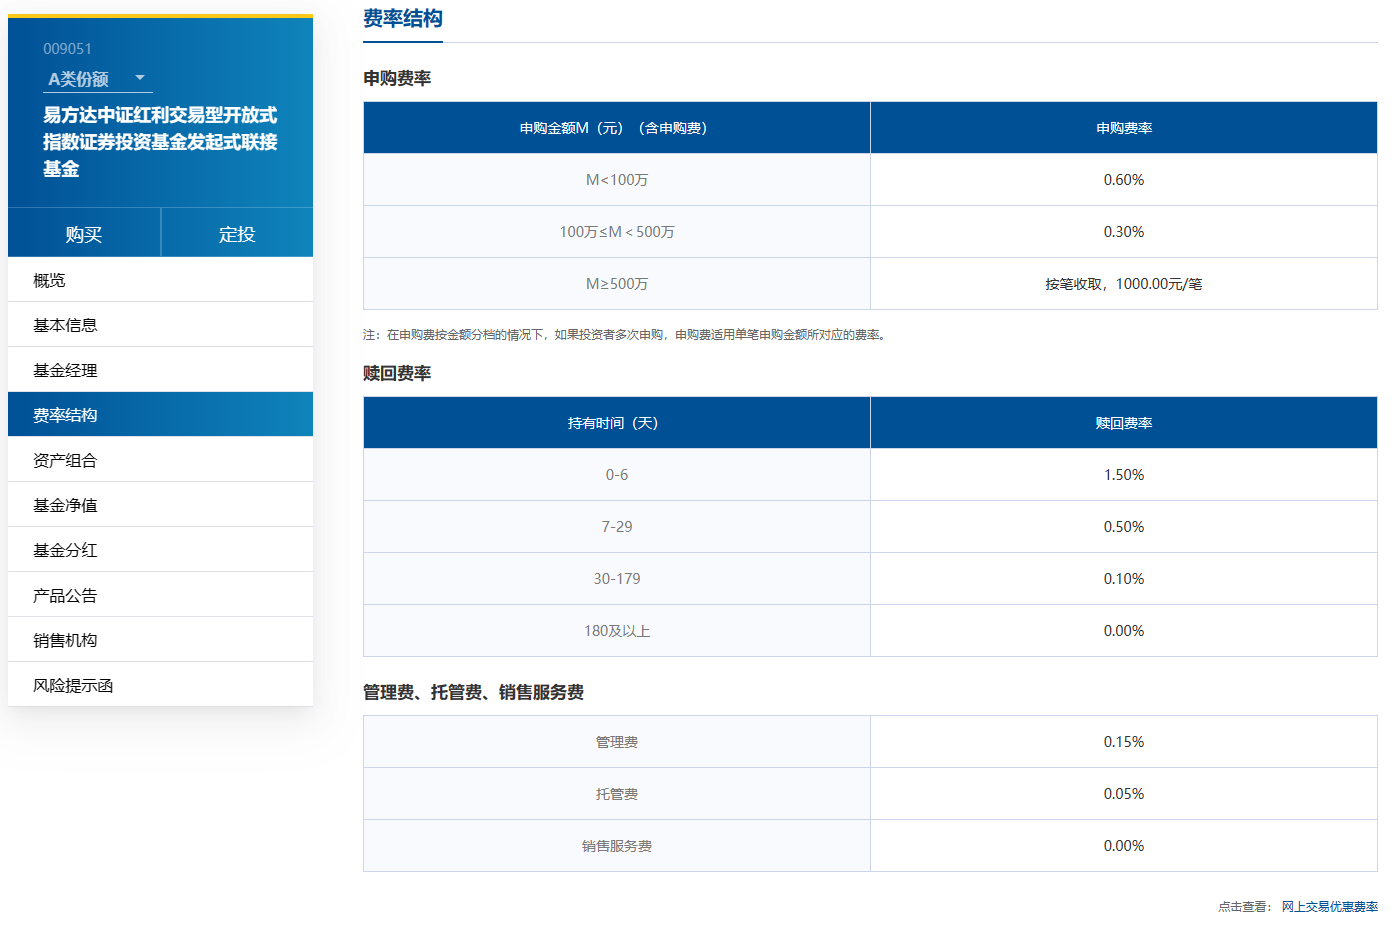 009051
A类份额
易方达中证红利交易型开放式
指数证券投资基金发起式联接
基金
购买 定投
概览
基本信息
基金经理
费率结构
资产组合
基金净值
基金分红
产品公告
销售机构
风险提示函
费率结构
申购费率
申购金额M（元）（含申购费） 申购费率
M<100万 0.60%
100万≤M＜500万 0.30%
M≥500万 按笔收取，1000.00元/笔
注：在申购费按金额分档的情况下，如果投资者多次申购，申购费适用单笔申购金额所对应的费率。
赎回费率
持有时间（天） 赎回费率
0-6 1.50%
7-29 0.50%
30-179 0.10%
180及以上 0.00%
管理费、托管费、销售服务费
管理费 0.15%
托管费 0.05%
销售服务费 0.00%
点击查看： 网上交易优惠费率